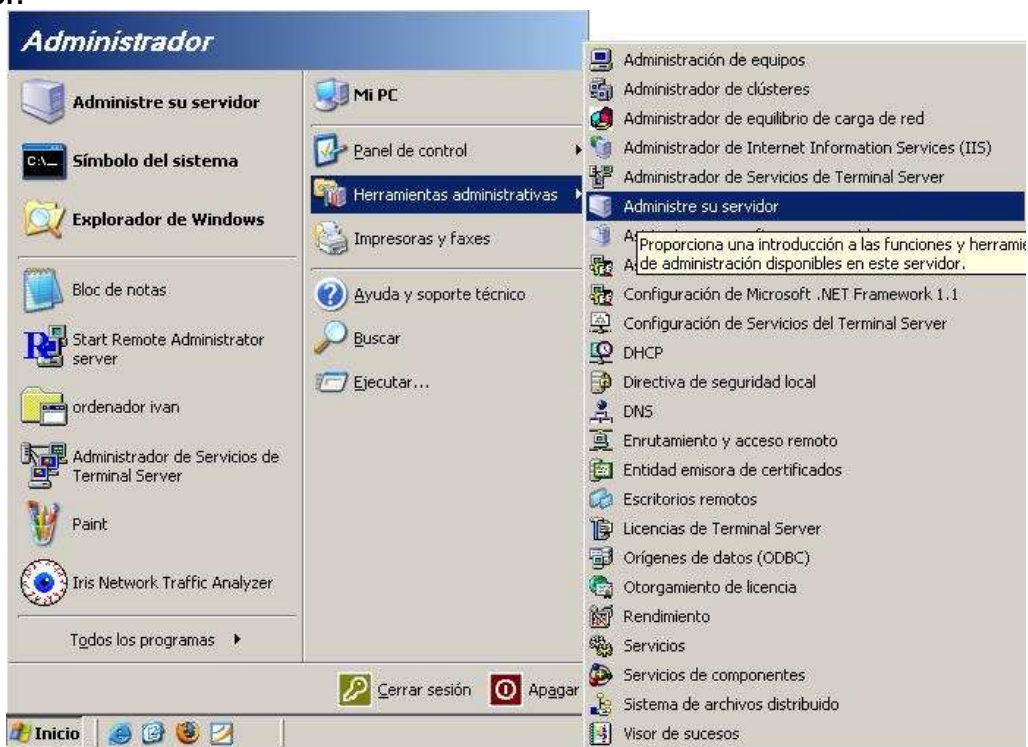 Administrador
Administre su servidor
Símbolo del sistema
Explorador de Windows
Bloc de notas
Start Remote Administrator
server
ordenador ivan
Administrador de Servicios de
Terminal Server
Paint
Iris Network Traffic Analyzer
Todos los programas
Mi PC
Panel de control
Herramientas administrativas
Impresoras y faxes
Ayuda y soporte técnico
Buscar
Ejecutar...
Cerrar sesión
Apagar
Inicio
Administración de equipos
Administrador de clústeres
Administrador de equilibrio de carga de red
Administrador de Internet Information Services (IIS)
Administrador de Servicios de Terminal Server
Administre su servidor
Proporciona una introducción a las funciones y herramie
de administración disponibles en este servidor.
Configuración de Microsoft .NET Framework 1.1
Configuración de Servicios del Terminal Server
DHCP
Directiva de seguridad local
DNS
Enrutamiento y acceso remoto
Entidad emisora de certificados
Escritorios remotos
Licencias de Terminal Server
Orígenes de datos (ODBC)
Otorgamiento de licencia
Rendimiento
Servicios
Servicios de componentes
Sistema de archivos distribuido
Visor de sucesos